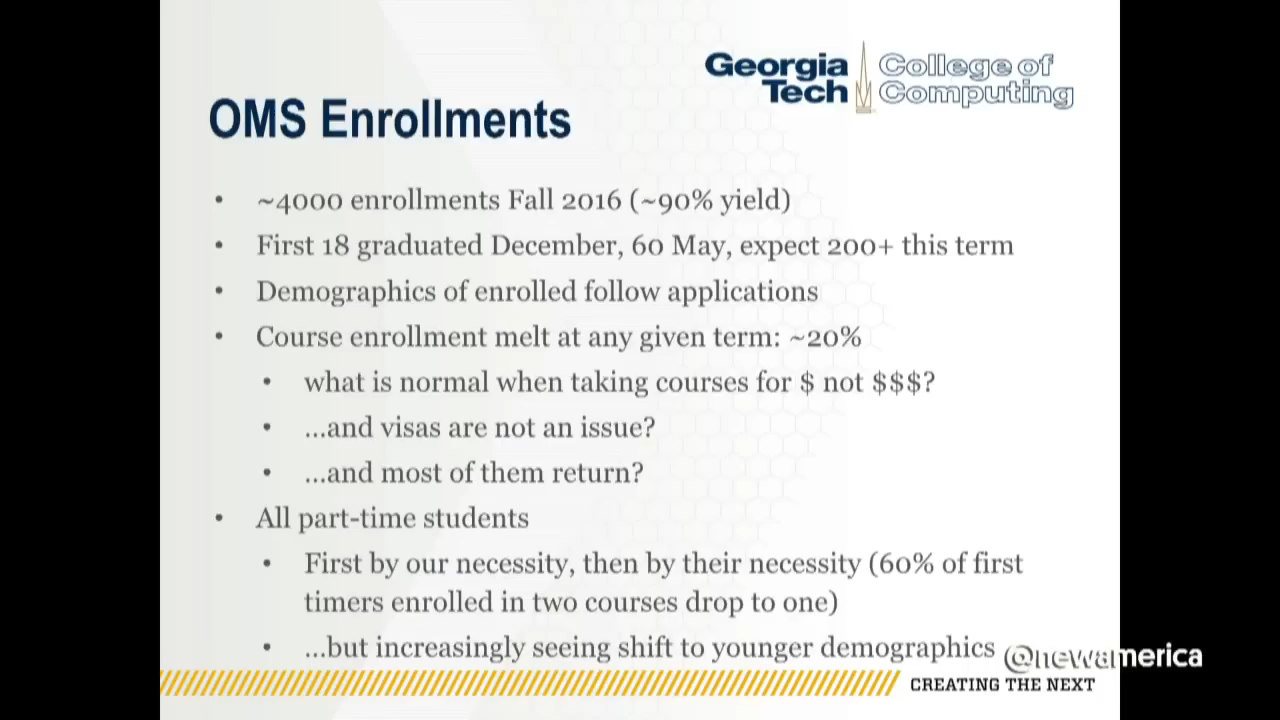 Georgia Tech
College of Computing
OMS Enrollments
• ~4000 enrollments Fall 2016 (~90% yield)
• First 18 graduated December, 60 May, expect 200+ this term
• Demographics of enrolled follow applications
• Course enrollment melt at any given term: ~20%
• what is normal when taking courses for $ not $$$?
• ...and visas are not an issue?
• ...and most of them return?
• All part-time students
• First by our necessity, then by their necessity (60% of first
timers enrolled in two courses drop to one)
• ...but increasingly seeing shift to younger demographics
@newamerica
CREATING THE NEXT